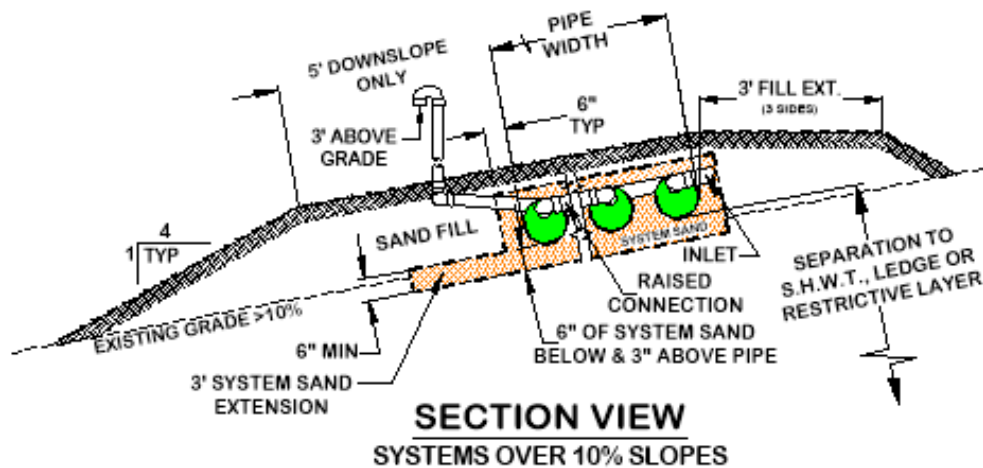 PIPE
WIDTH
5' DOWNSLOPE
ONLY
3' FILL EXT.
(3 SIDES)
6"
TYP
3' ABOVE
GRADE
4
1
TYP
SAND FILL
SYSTEM SAND
INLET
RAISED
CONNECTION
SEPARATION TO
S.H.W.T., LEDGE OR
RESTRICTIVE LAYER
EXISTING GRADE >10%
6" MIN
6" OF SYSTEM SAND
BELOW & 3" ABOVE PIPE
3' SYSTEM SAND
EXTENSION
SECTION VIEW
SYSTEMS OVER 10% SLOPES